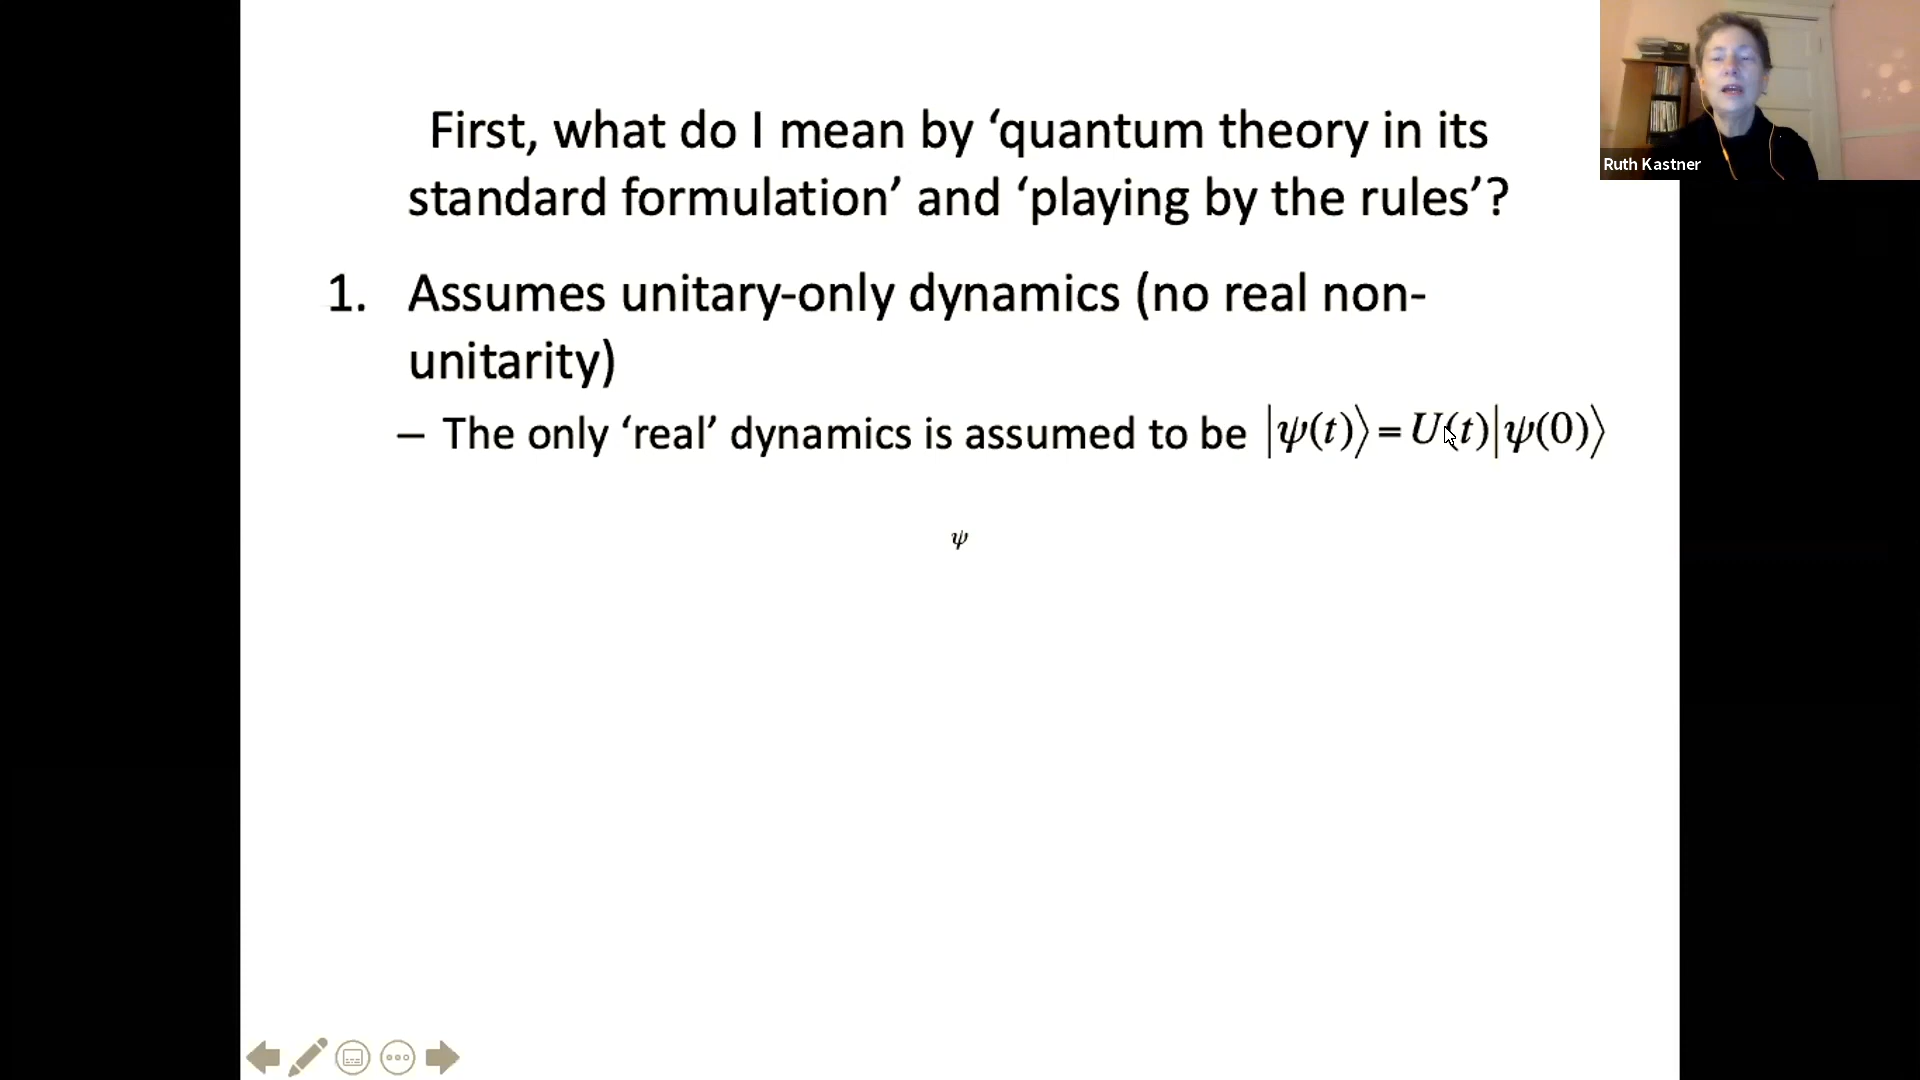 First, what do I mean by ‘quantum theory in its
standard formulation’ and ‘playing by the rules’?
1. Assumes unitary-only dynamics (no real non-
unitarity)
– The only ‘real’ dynamics is assumed to be |ψ(t)⟩ = U(t)|ψ(0)⟩
ψ
Ruth Kastner